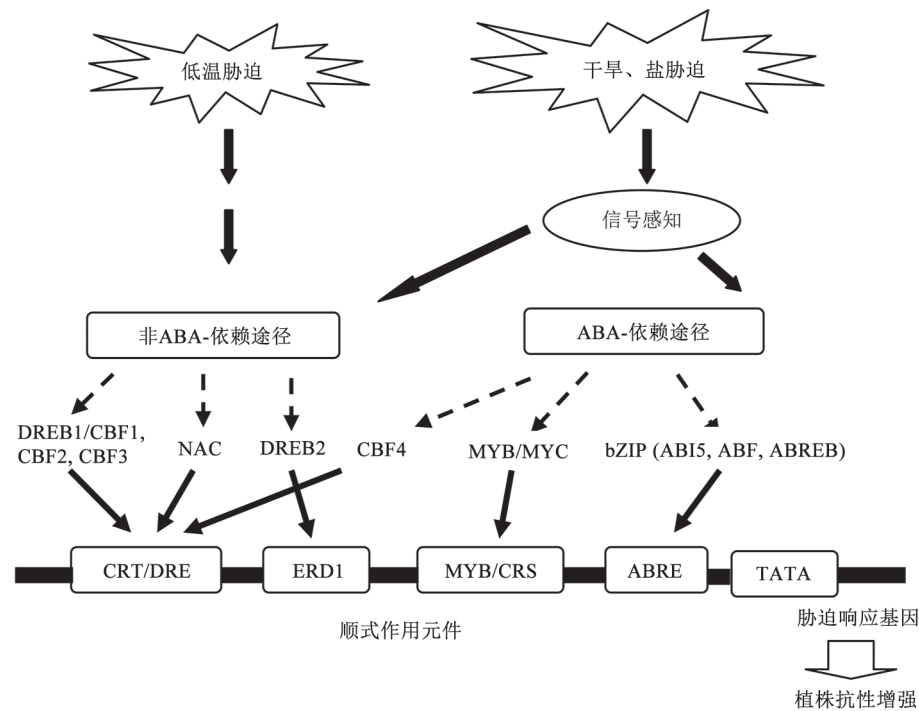 低温胁迫
干旱、盐胁迫
信号感知
非ABA-依赖途径
ABA-依赖途径
DREB1/CBF1,
CBF2, CBF3
NAC
DREB2
CBF4
MYB/MYC
bZIP (ABI5, ABF, ABREB)
CRT/DRE
ERD1
MYB/CRS
ABRE
TATA
顺式作用元件
胁迫响应基因
植株抗性增强